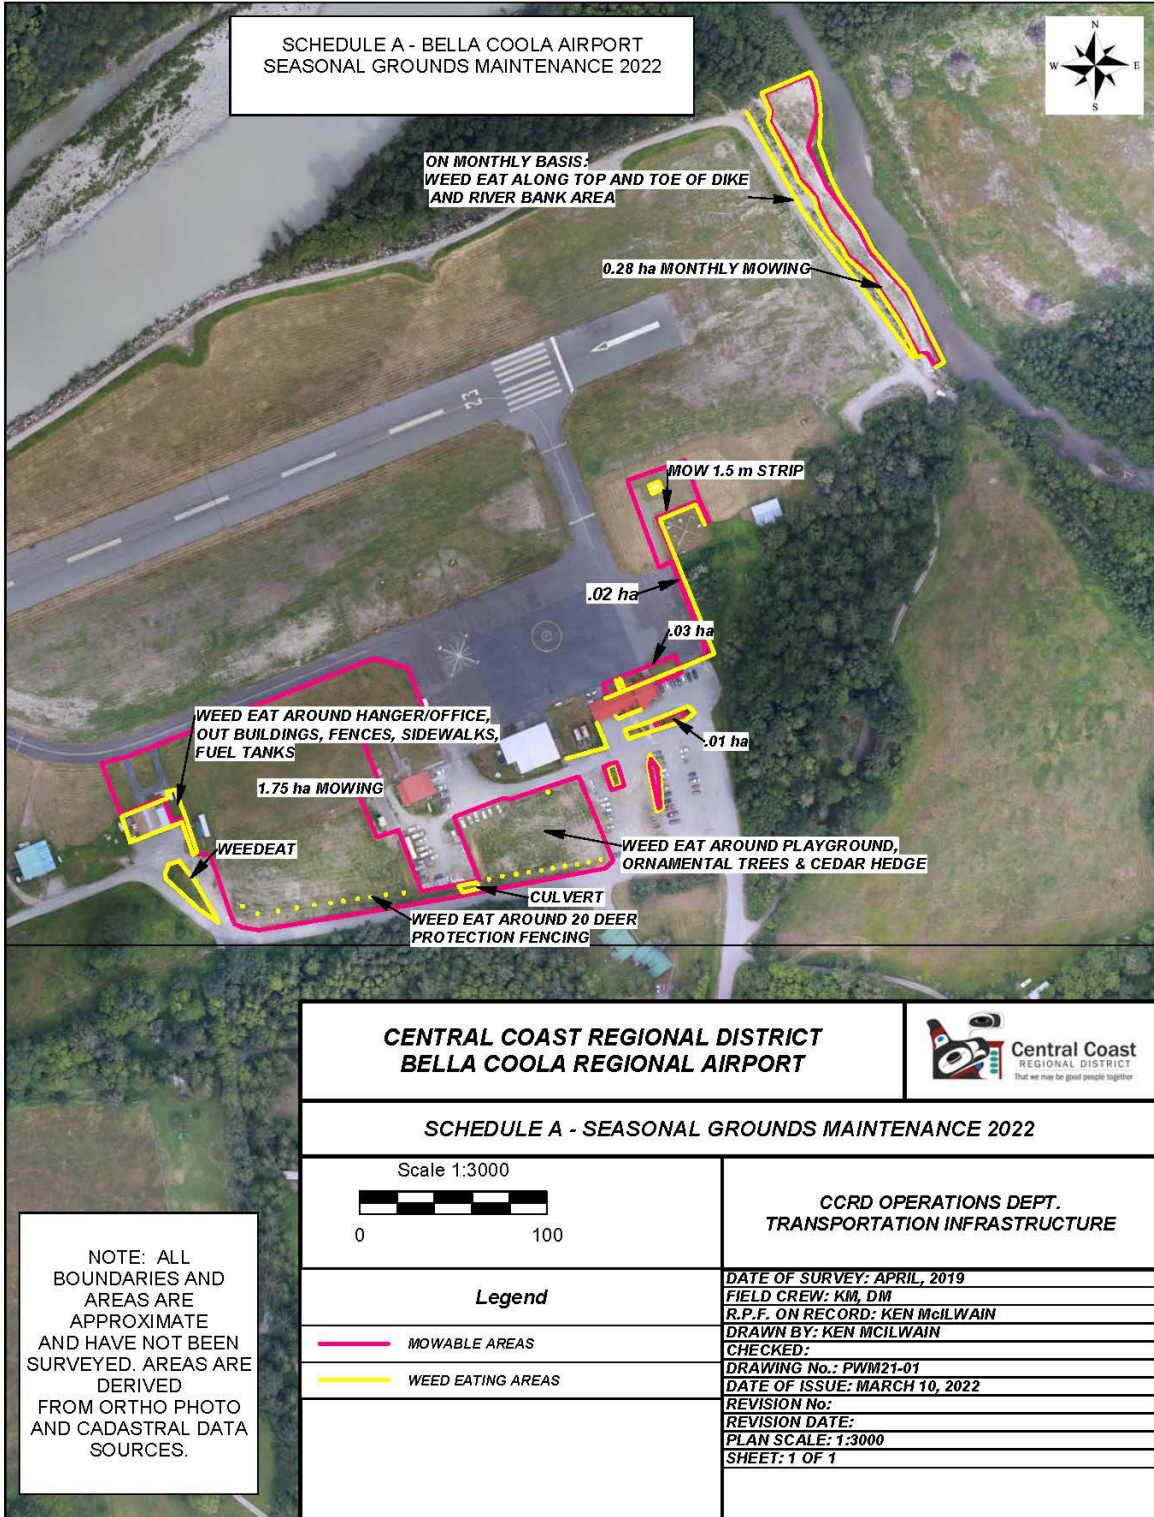 SCHEDULE A - BELLA COOLA AIRPORT
SEASONAL GROUNDS MAINTENANCE 2022
N
W
E
S
ON MONTHLY BASIS:
WEED EAT ALONG TOP AND TOE OF DIKE
AND RIVER BANK AREA
0.28 ha MONTHLY MOWING
23
MOW 1.5 m STRIP
.02 ha
.03 ha
WEED EAT AROUND HANGER/OFFICE,
OUT BUILDINGS, FENCES, SIDEWALKS,
FUEL TANKS
.01 ha
1.75 ha MOWING
WEEDEAT
WEED EAT AROUND PLAYGROUND,
ORNAMENTAL TREES & CEDAR HEDGE
CULVERT
WEED EAT AROUND 20 DEER
PROTECTION FENCING
CENTRAL COAST REGIONAL DISTRICT
BELLA COOLA REGIONAL AIRPORT
Central Coast
REGIONAL DISTRICT
That we may be good people together
SCHEDULE A - SEASONAL GROUNDS MAINTENANCE 2022
Scale 1:3000
0
100
CCRD OPERATIONS DEPT.
TRANSPORTATION INFRASTRUCTURE
NOTE: ALL
BOUNDARIES AND
AREAS ARE
APPROXIMATE
AND HAVE NOT BEEN
SURVEYED. AREAS ARE
DERIVED
FROM ORTHO PHOTO
AND CADASTRAL DATA
SOURCES.
Legend
MOWABLE AREAS
WEED EATING AREAS
DATE OF SURVEY: APRIL, 2019
FIELD CREW: KM, DM
R.P.F. ON RECORD: KEN McILWAIN
DRAWN BY: KEN MCILWAIN
CHECKED:
DRAWING No.: PWM21-01
DATE OF ISSUE: MARCH 10, 2022
REVISION No:
REVISION DATE:
PLAN SCALE: 1:3000
SHEET: 1 OF 1